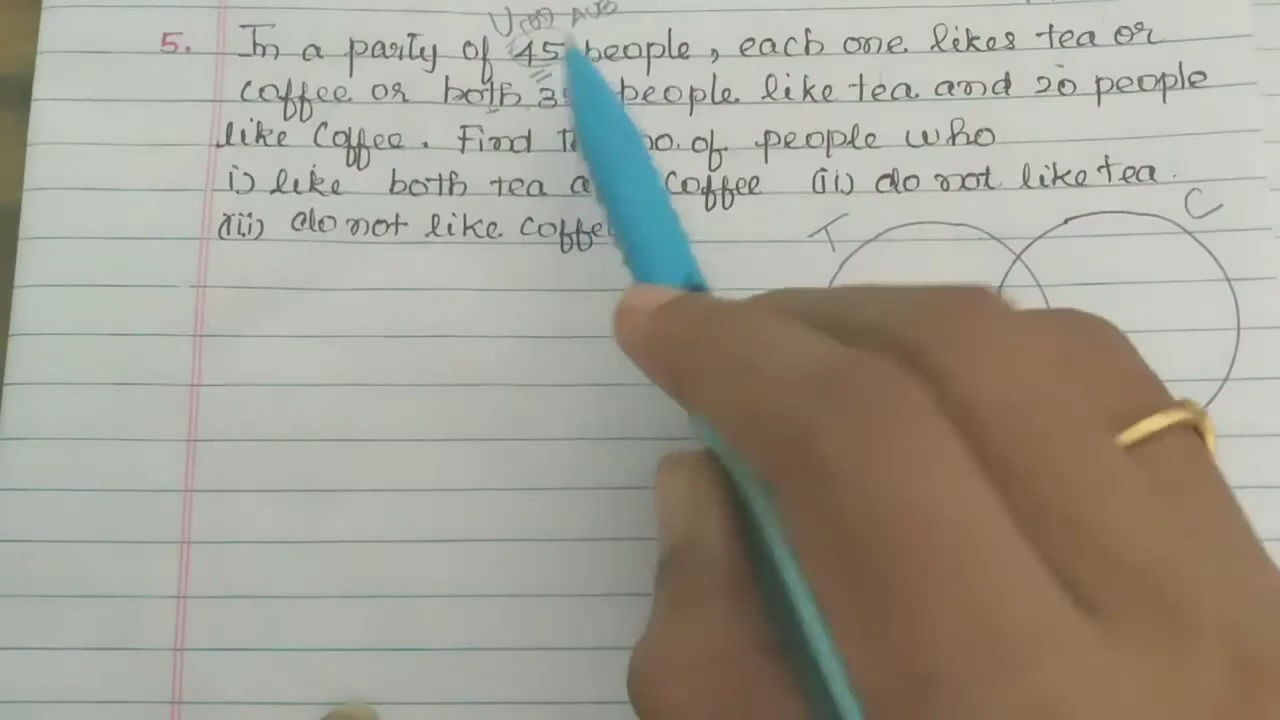 5. In a party of 45 people, each one likes tea or
coffee or both people like tea and 20 people
like Coffee. Find no. of people who
i) like both tea Coffee (ii) do not like tea.
(iii) do not like coffe
T
C